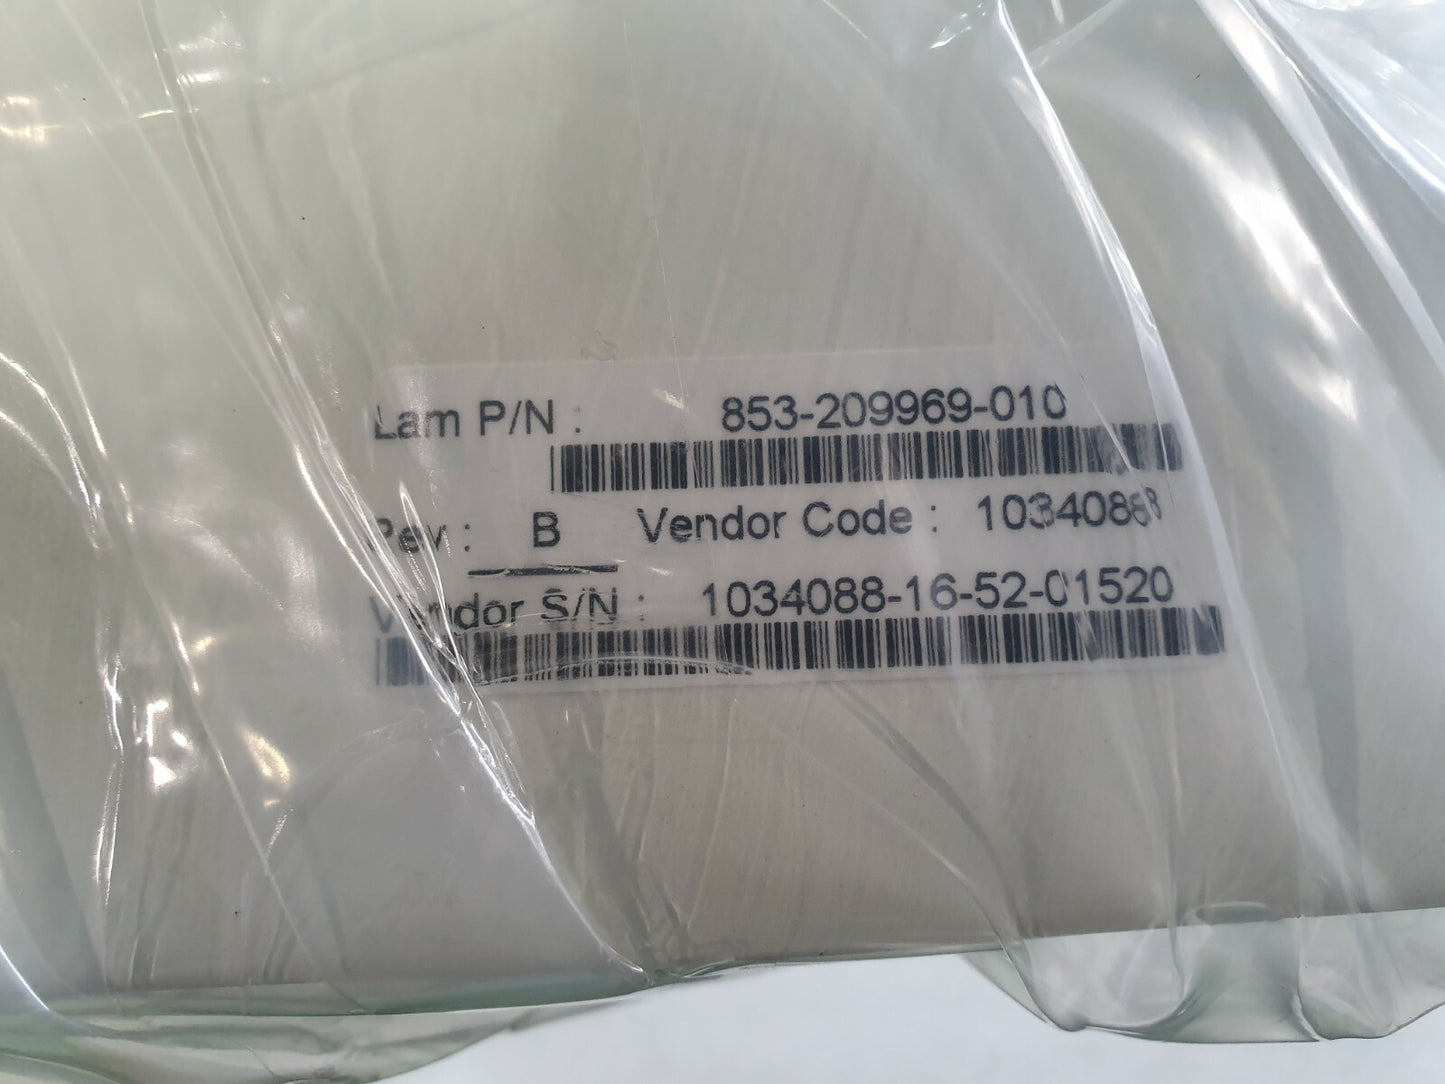 Lam P/N : 853-209969-010
Rev : B Vendor Code : 1034088
Vendor S/N : 1034088-16-52-01520